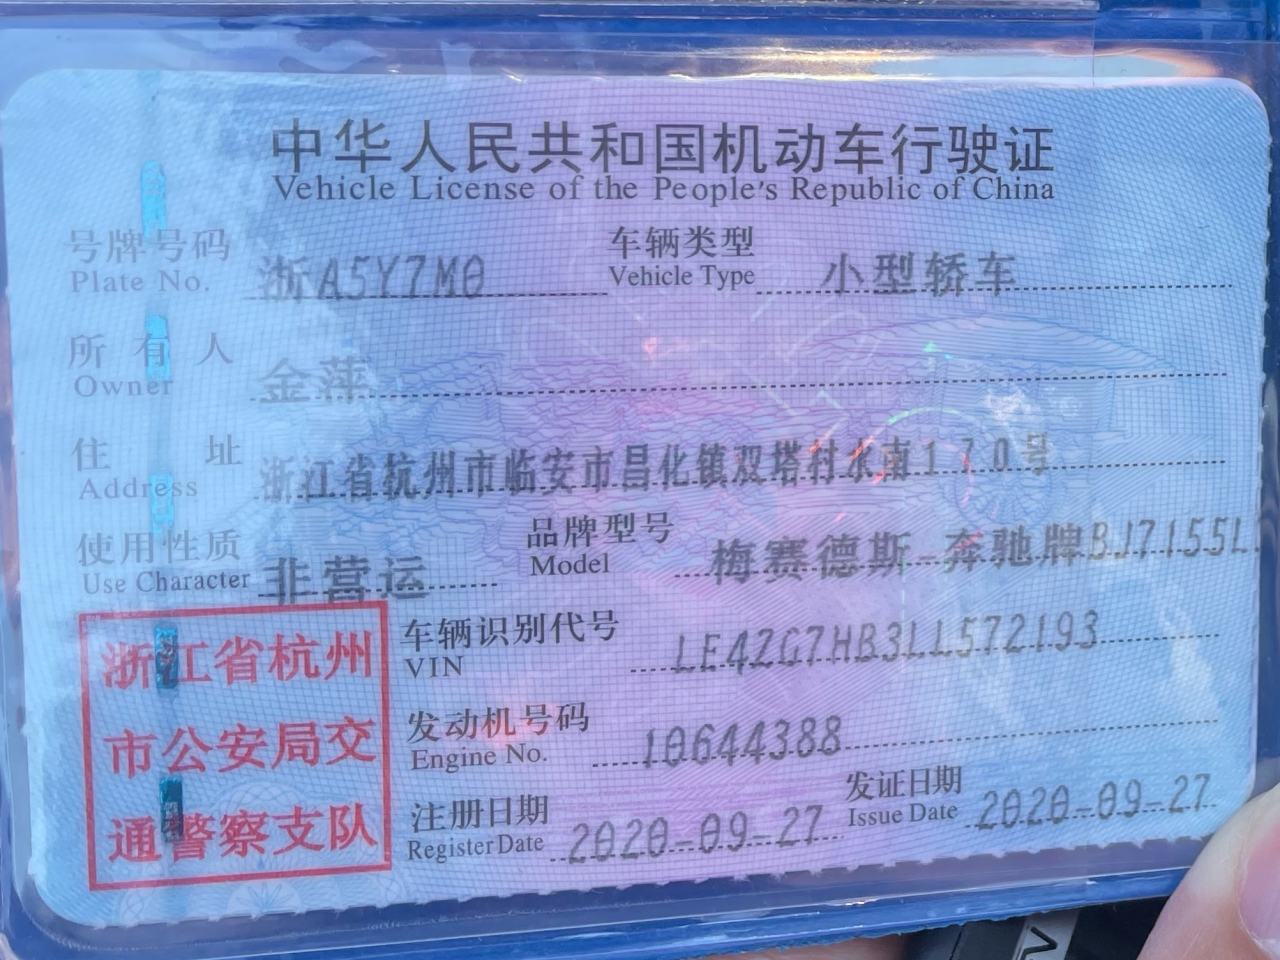 中华人民共和国机动车行驶证
Vehicle License of the People's Republic of China
号牌号码 浙A5Y7M0 车辆类型 小型轿车
Plate No. Vehicle Type
所有人 金萍
Owner
住址 浙江省杭州市临安市昌化镇双塔村水南170号
Address
使用性质 非营运 品牌型号 梅赛德斯-奔驰牌BJ7155L
Use Character Model
浙江省杭州
市公安局交
通警察支队
车辆识别代号 LE4ZG7HB3LL572193
VIN
发动机号码 10644388
Engine No.
注册日期 2020-09-27 发证日期 2020-09-27
Register Date Issue Date